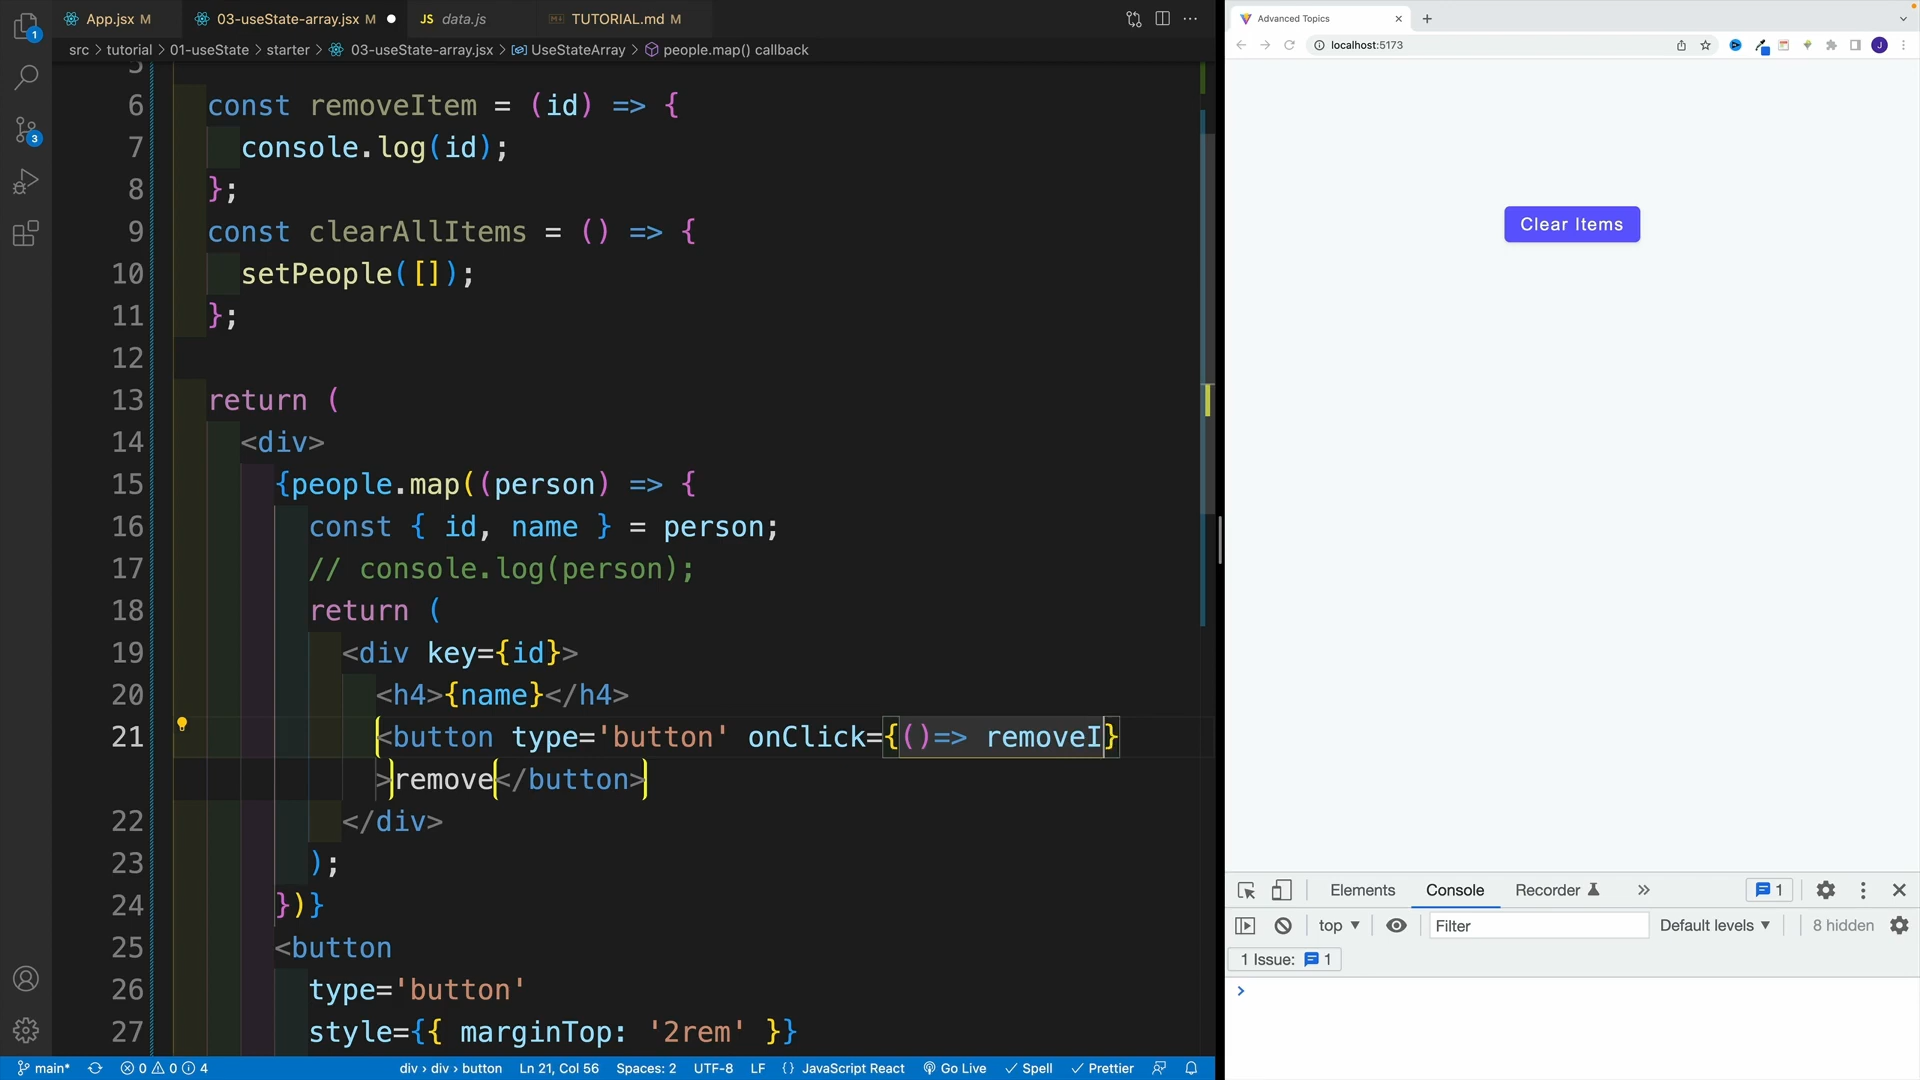 App.jsx M
03-useState-array.jsx M
JS data.js
TUTORIAL.md M
src > tutorial > 01-useState > starter > 03-useState-array.jsx > UseStateArray > people.map() callback
5
6 const removeItem = (id) => {
7 console.log(id);
8 };
9 const clearAllItems = () => {
10 setPeople([]);
11 };
12
13 return (
14 <div>
15 {people.map((person) => {
16 const { id, name } = person;
17 // console.log(person);
18 return (
19 <div key={id}>
20 <h4>{name}</h4>
21 <button type='button' onClick={()=> removeI}
>remove</button>
22 </div>
23 );
24 })}
25 <button
26 type='button'
27 style={{ marginTop: '2rem' }}
1
3
main* 0 0 4 div > div > button Ln 21, Col 56 Spaces: 2 UTF-8 LF {} JavaScript React Go Live Spell Prettier
Advanced Topics
localhost:5173
J
Clear Items
Elements Console Recorder 1
top Filter Default levels 8 hidden
1 Issue: 1